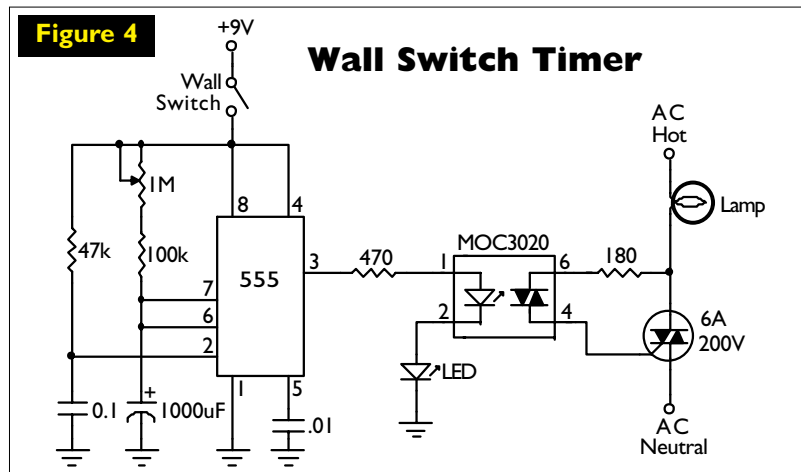 Figure 4
Wall Switch Timer
+9V
Wall
Switch
AC
Hot
1M
8
4
Lamp
47k
100k
555
3
470
MOC3020
1
6
180
7
6
2
2
4
6A
200V
LED
1
5
0.1
+
1000uF
.01
AC
Neutral